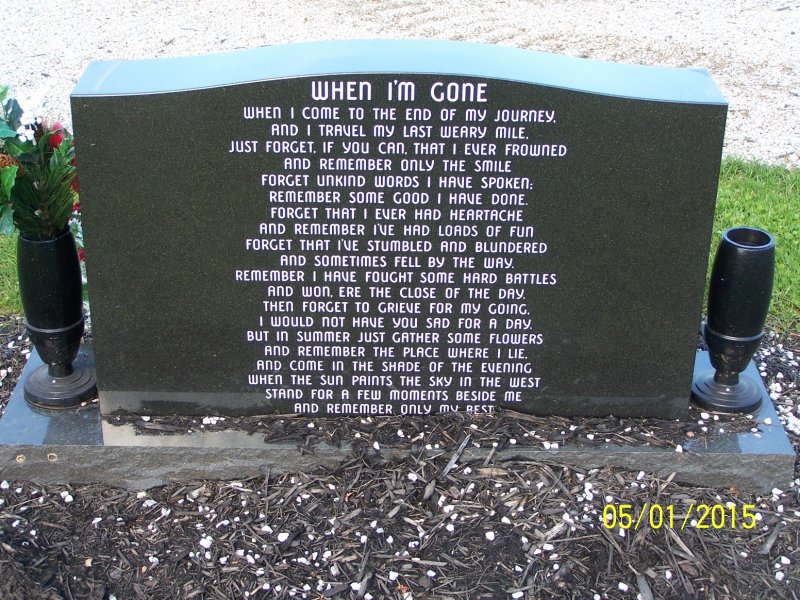 WHEN I'M GONE
WHEN I COME TO THE END OF MY JOURNEY,
AND I TRAVEL MY LAST WEARY MILE,
JUST FORGET, IF YOU CAN, THAT I EVER FROWNED
AND REMEMBER ONLY THE SMILE
FORGET UNKIND WORDS I HAVE SPOKEN;
REMEMBER SOME GOOD I HAVE DONE.
FORGET THAT I EVER HAD HEARTACHE
AND REMEMBER I'VE HAD LOADS OF FUN
FORGET THAT I'VE STUMBLED AND BLUNDERED
AND SOMETIMES FELL BY THE WAY.
REMEMBER I HAVE FOUGHT SOME HARD BATTLES
AND WON, ERE THE CLOSE OF THE DAY.
THEN FORGET TO GRIEVE FOR MY GOING,
I WOULD NOT HAVE YOU SAD FOR A DAY,
BUT IN SUMMER JUST GATHER SOME FLOWERS
AND REMEMBER THE PLACE WHERE I LIE,
AND COME IN THE SHADE OF THE EVENING
WHEN THE SUN PAINTS THE SKY IN THE WEST
STAND FOR A FEW MOMENTS BESIDE ME
AND REMEMBER ONLY MY BEST
05/01/2015